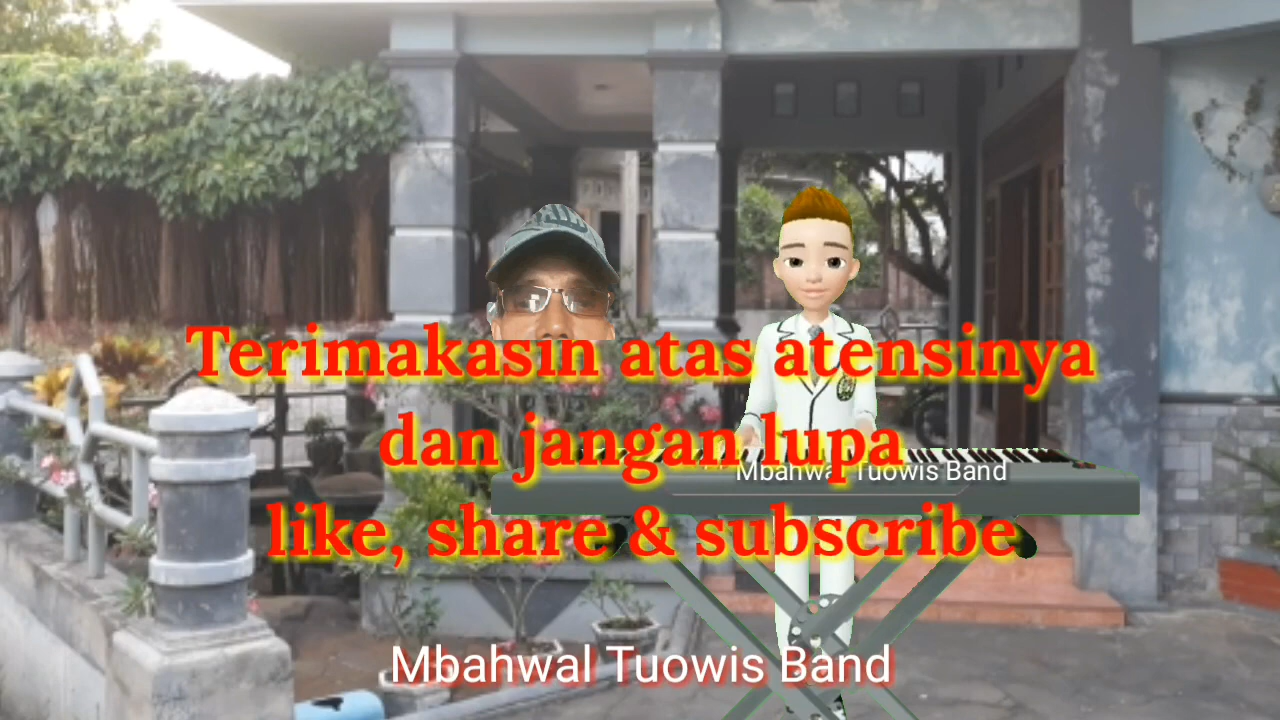 Terimakasin atas atensinya
dan jangan lupa
Mbahwal Tuowis Band
like, share & subscribe
Mbahwal Tuowis Band